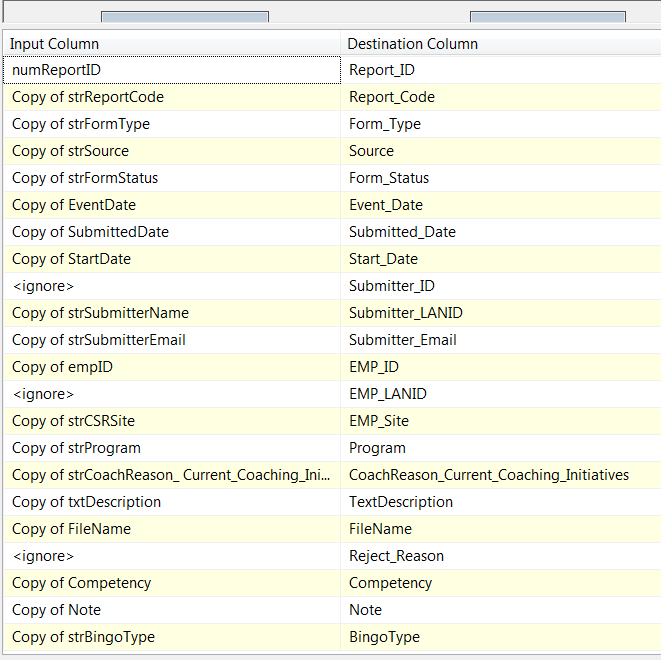 Input Column Destination Column
numReportID Report_ID
Copy of strReportCode Report_Code
Copy of strFormType Form_Type
Copy of strSource Source
Copy of strFormStatus Form_Status
Copy of EventDate Event_Date
Copy of SubmittedDate Submitted_Date
Copy of StartDate Start_Date
<ignore> Submitter_ID
Copy of strSubmitterName Submitter_LANID
Copy of strSubmitterEmail Submitter_Email
Copy of empID EMP_ID
<ignore> EMP_LANID
Copy of strCSRSite EMP_Site
Copy of strProgram Program
Copy of strCoachReason_ Current_Coaching_Ini... CoachReason_Current_Coaching_Initiatives
Copy of txtDescription TextDescription
Copy of FileName FileName
<ignore> Reject_Reason
Copy of Competency Competency
Copy of Note Note
Copy of strBingoType BingoType